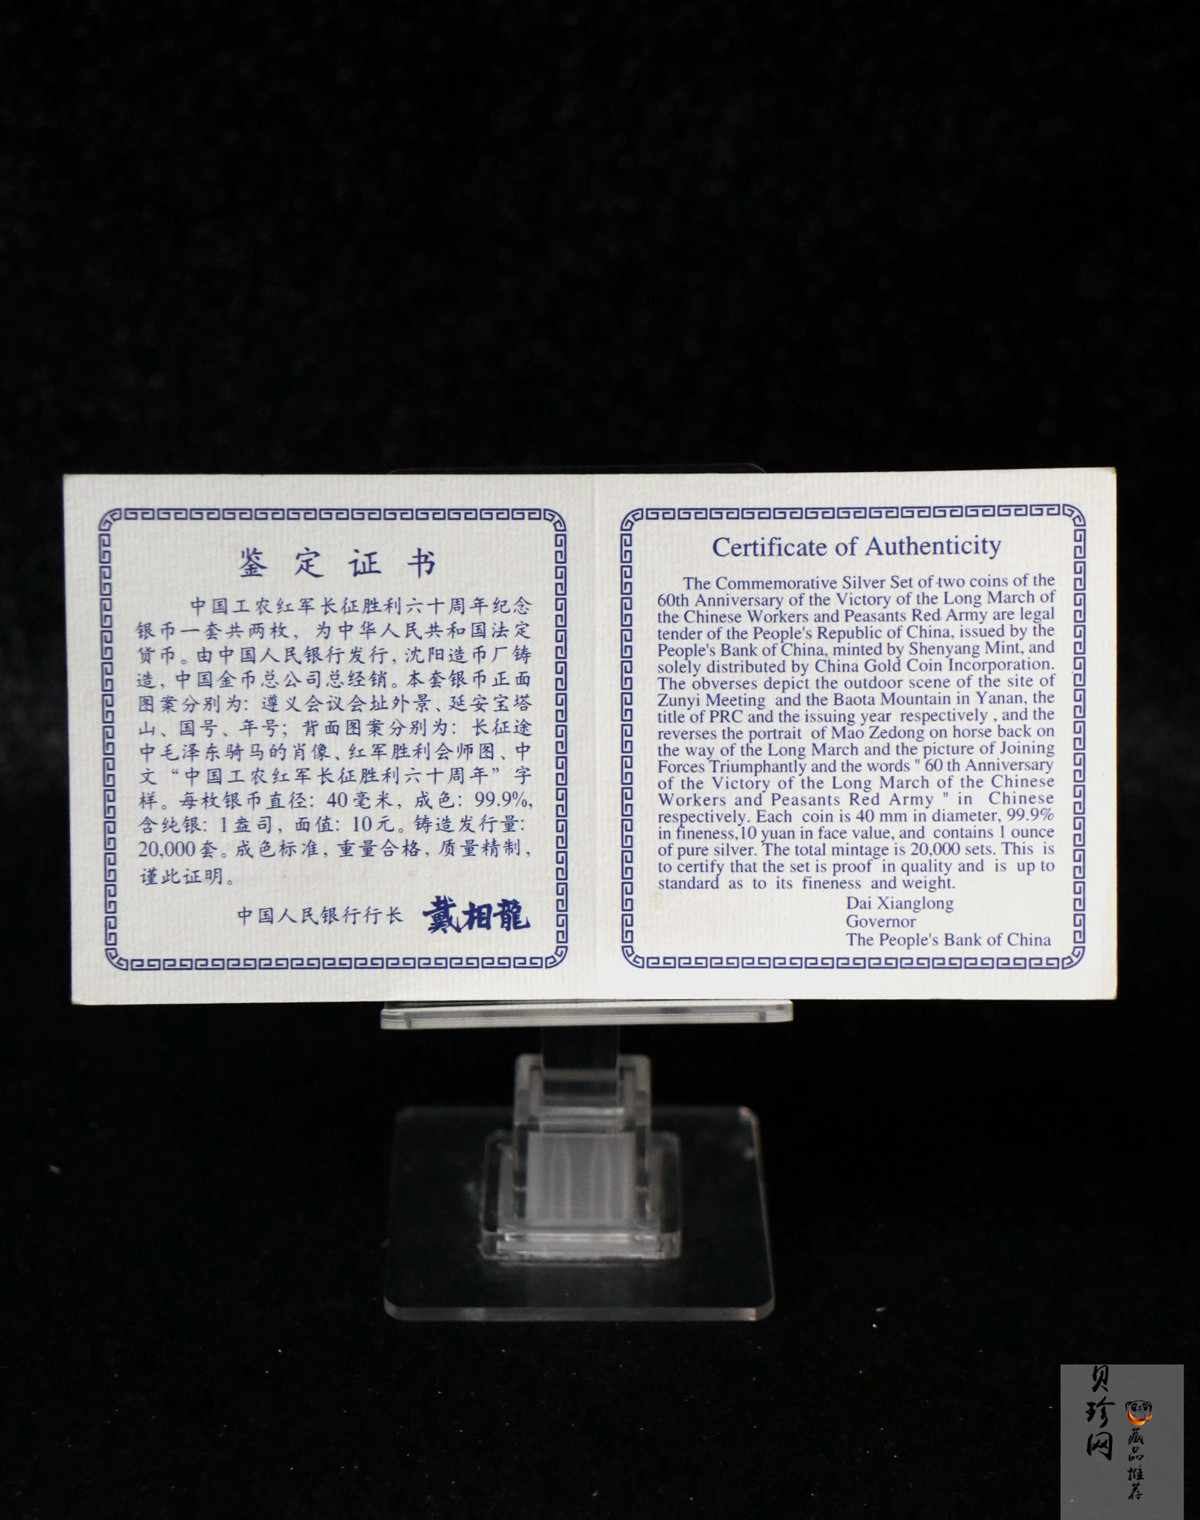 鉴定证书
中国工农红军长征胜利六十周年纪念
银币一套共两枚，为中华人民共和国法定
货币。由中国人民银行发行，沈阳造币厂铸
造，中国金币总公司总经销。本套银币正面
图案分别为：遵义会议会址外景、延安宝塔
山、国号、年号；背面图案分别为：长征途
中毛泽东骑马的肖像、红军胜利会师图、中
文“中国工农红军长征胜利六十周年”字
样。每枚银币直径：40毫米，成色：99.9%，
含纯银：1盎司，面值：10元。铸造发行量：
20,000套。成色标准，重量合格，质量精制，
谨此证明。
中国人民银行行长 戴相龍
Certificate of Authenticity
The Commemorative Silver Set of two coins of the
60th Anniversary of the Victory of the Long March of
the Chinese Workers and Peasants Red Army are legal
tender of the People's Republic of China, issued by the
People's Bank of China, minted by Shenyang Mint, and
solely distributed by China Gold Coin Incorporation.
The obverses depict the outdoor scene of the site of
Zunyi Meeting and the Baota Mountain in Yanan, the
title of PRC and the issuing year respectively , and the
reverses the portrait of Mao Zedong on horse back on
the way of the Long March and the picture of Joining
Forces Triumphantly and the words " 60 th Anniversary
of the Victory of the Long March of the Chinese
Workers and Peasants Red Army " in Chinese
respectively. Each coin is 40 mm in diameter, 99.9%
in fineness,10 yuan in face value, and contains 1 ounce
of pure silver. The total mintage is 20,000 sets. This is
to certify that the set is proof in quality and is up to
standard as to its fineness and weight.
Dai Xianglong
Governor
The People's Bank of China
贝珍网
藏品推荐